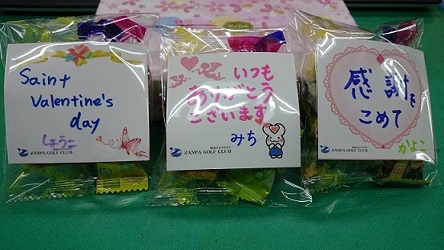 Saint
Valentine's
day
ZANPA GOLF CLUB
いつも
ありがとう
ございます
みち
ZANPA GOLF CLUB
感謝を
こめて
かよこ
ZANPA GOLF CLUB